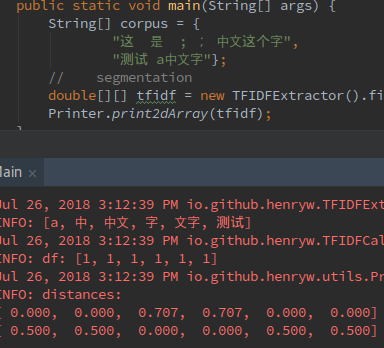 public static void main(String[] args) {
String[] corpus = {
"这 是 ; ; 中文这个字",
"测试 a中文字"};
// segmentation
double[][] tfidf = new TFIDFExtractor().fi
Printer.print2dArray(tfidf);
}
Main ×
Jul 26, 2018 3:12:39 PM io.github.henryw.TFIDFExt
INFO: [a, 中, 中文, 字, 文字, 测试]
Jul 26, 2018 3:12:39 PM io.github.henryw.TFIDFCal
INFO: df: [1, 1, 1, 1, 1, 1]
Jul 26, 2018 3:12:39 PM io.github.henryw.utils.Pr
INFO: distances:
[ 0.000, 0.000, 0.707, 0.707, 0.000, 0.000]
[ 0.500, 0.500, 0.000, 0.000, 0.500, 0.500]